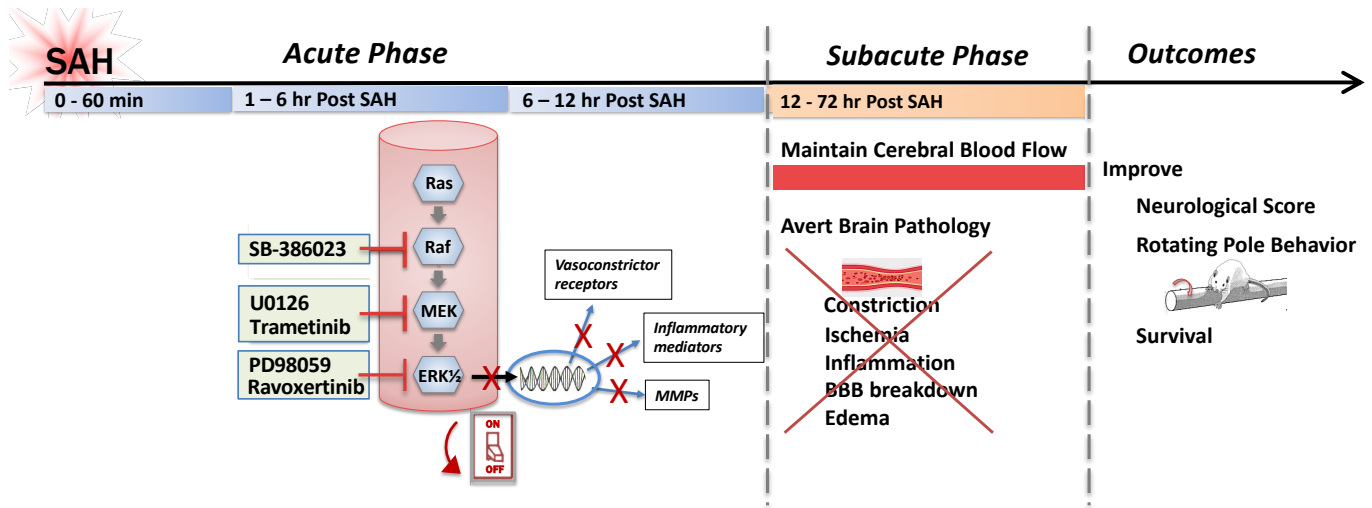 SAH
Acute Phase
Subacute Phase
Outcomes
0 - 60 min
1 – 6 hr Post SAH
6 – 12 hr Post SAH
12 - 72 hr Post SAH
Ras
Raf
MEK
ERK½
SB-386023
U0126
Trametinib
PD98059
Ravoxertinib
ON
OFF
Vasoconstrictor
receptors
Inflammatory
mediators
MMPs
Maintain Cerebral Blood Flow
Avert Brain Pathology
Constriction
Ischemia
Inflammation
BBB breakdown
Edema
Improve
Neurological Score
Rotating Pole Behavior
Survival